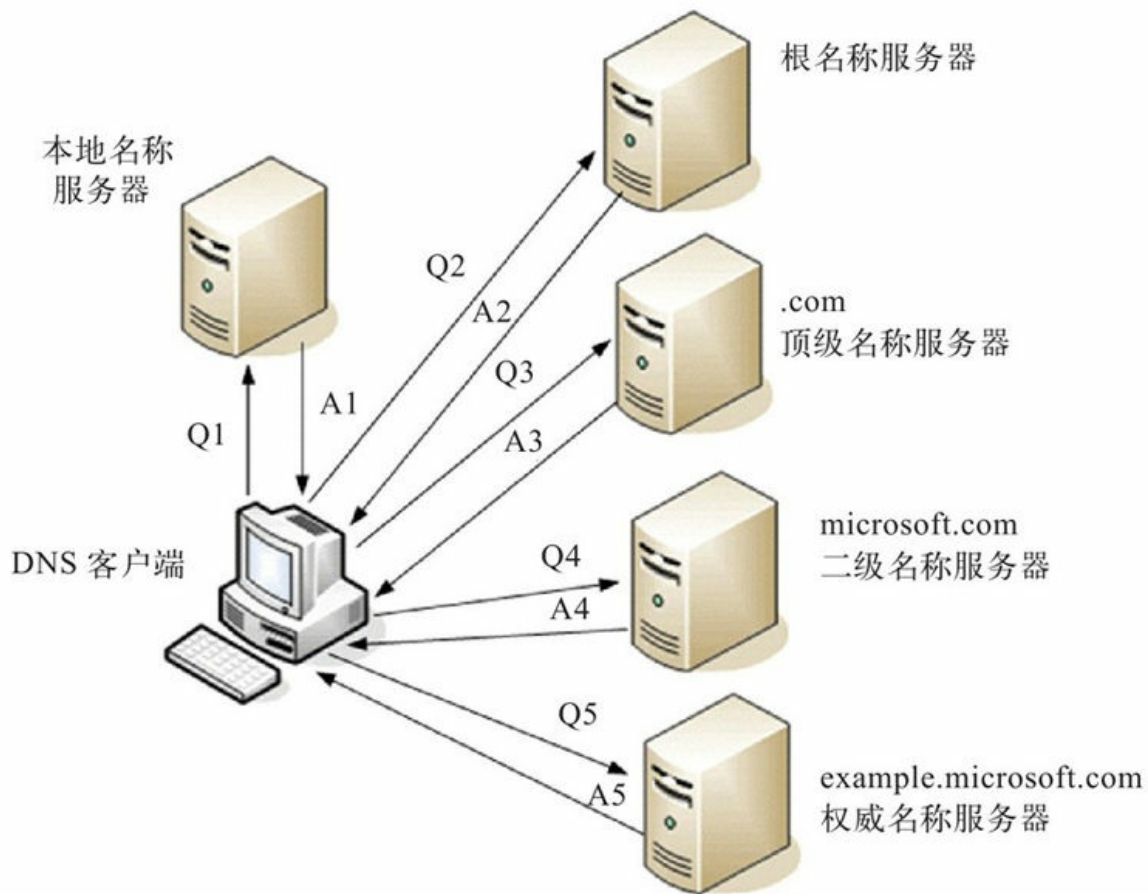 根名称服务器
本地名称
服务器
Q2
A2
.com
顶级名称服务器
Q3
A1
Q1
A3
microsoft.com
二级名称服务器
DNS 客户端
Q4
A4
Q5
example.microsoft.com
权威名称服务器
A5